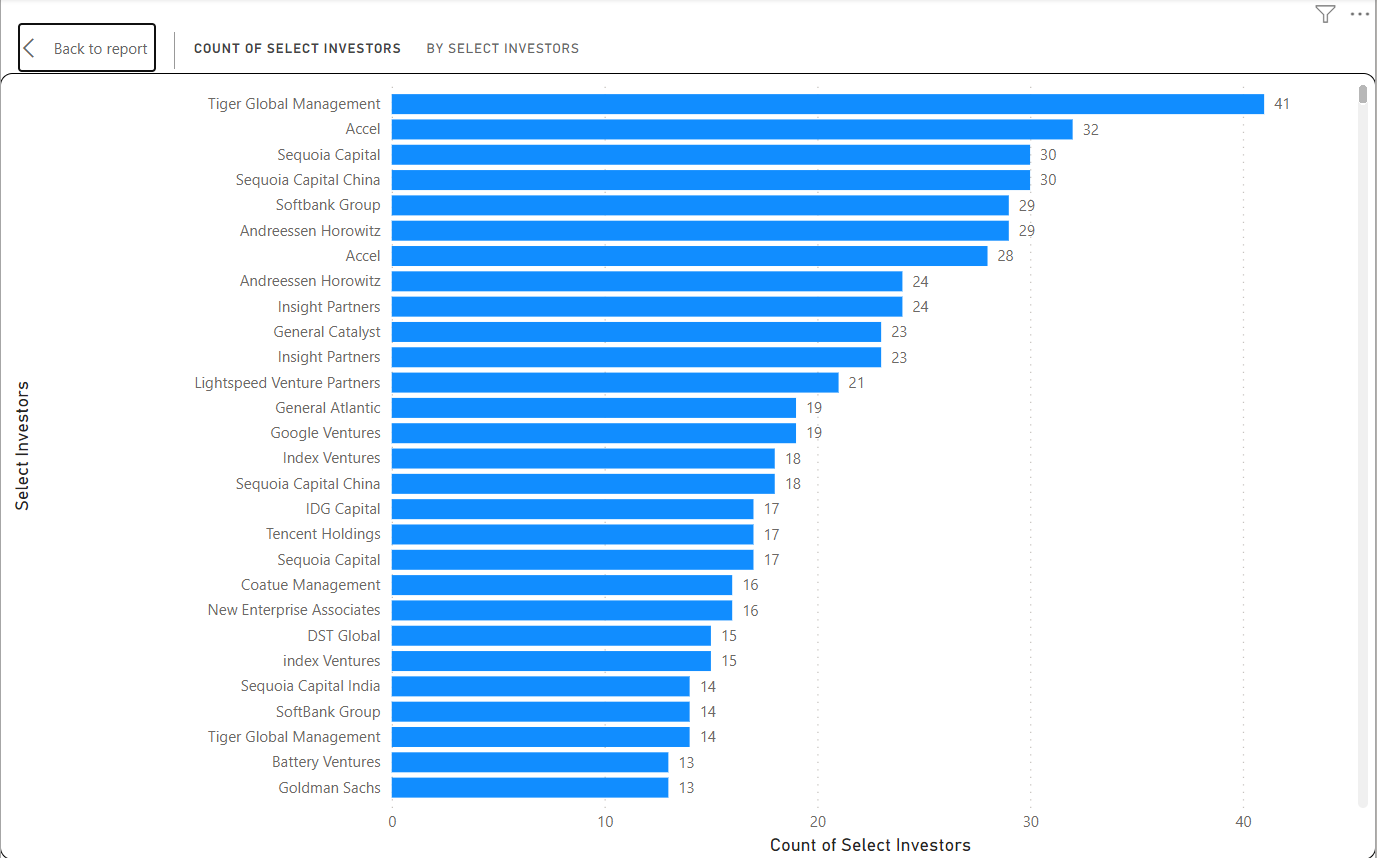 Back to report
COUNT OF SELECT INVESTORS BY SELECT INVESTORS
Tiger Global Management 41
Accel 32
Sequoia Capital 30
Sequoia Capital China 30
Softbank Group 29
Andreessen Horowitz 29
Accel 28
Andreessen Horowitz 24
Insight Partners 24
General Catalyst 23
Insight Partners 23
Lightspeed Venture Partners 21
General Atlantic 19
Google Ventures 19
Index Ventures 18
Sequoia Capital China 18
IDG Capital 17
Tencent Holdings 17
Sequoia Capital 17
Coatue Management 16
New Enterprise Associates 16
DST Global 15
index Ventures 15
Sequoia Capital India 14
SoftBank Group 14
Tiger Global Management 14
Battery Ventures 13
Goldman Sachs 13
Select Investors
0 10 20 30 40
Count of Select Investors